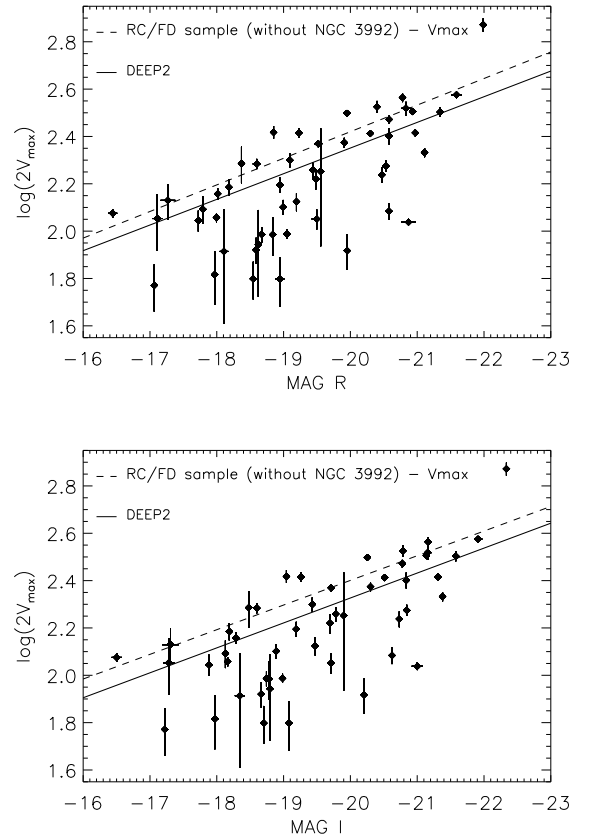 RC/FD sample (without NGC 3992) − Vmax
DEEP2
log(2Vmax)
2.8
2.6
2.4
2.2
2.0
1.8
1.6
−16 −17 −18 −19 −20 −21 −22 −23
MAG R
RC/FD sample (without NGC 3992) − Vmax
DEEP2
log(2Vmax)
2.8
2.6
2.4
2.2
2.0
1.8
1.6
−16 −17 −18 −19 −20 −21 −22 −23
MAG I